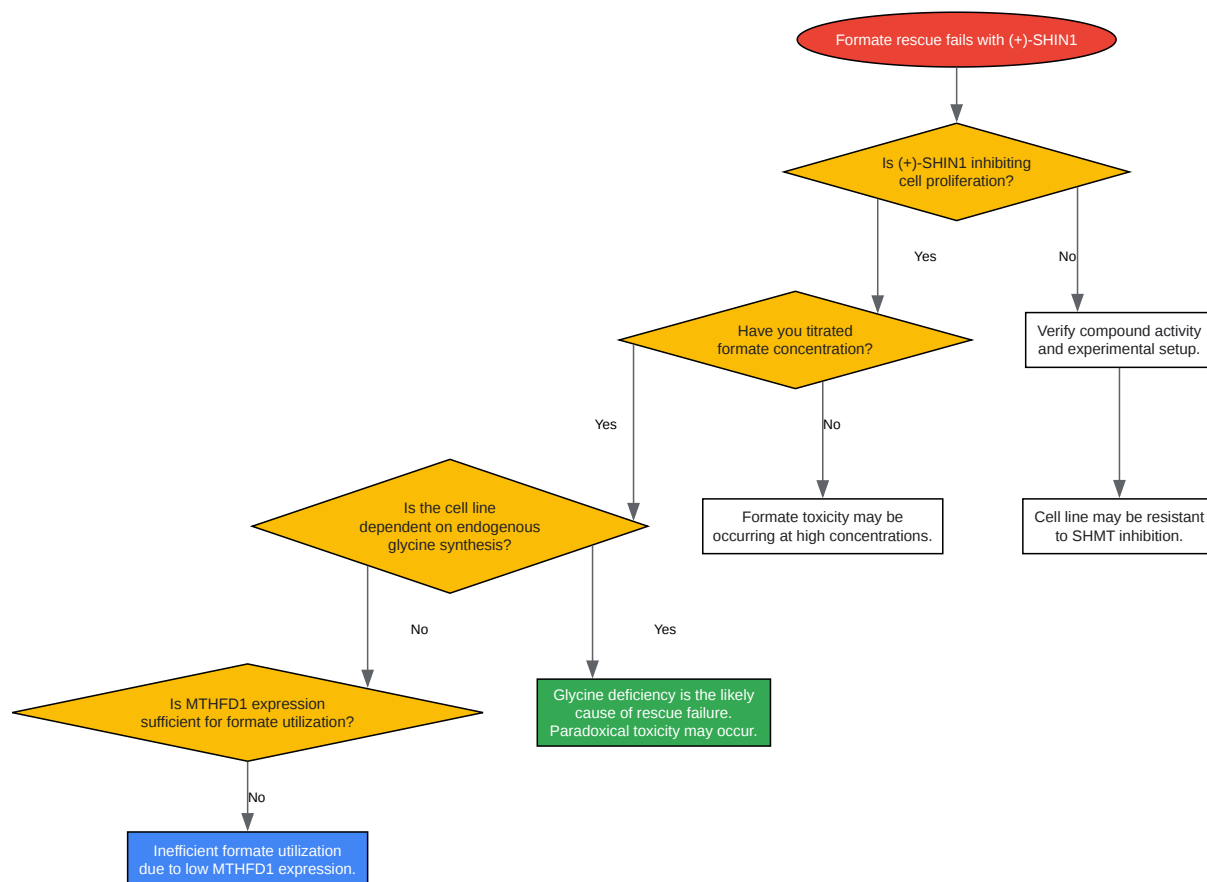 Formate rescue fails with (+)-SHIN1
Is (+)-SHIN1 inhibiting
cell proliferation?
Yes
No
Have you titrated
formate concentration?
Verify compound activity
and experimental setup.
Yes
No
Is the cell line
dependent on endogenous
glycine synthesis?
Formate toxicity may be
occurring at high concentrations.
Cell line may be resistant
to SHMT inhibition.
No
Yes
Is MTHFD1 expression
sufficient for formate utilization?
Glycine deficiency is the likely
cause of rescue failure.
Paradoxical toxicity may occur.
No
Inefficient formate utilization
due to low MTHFD1 expression.